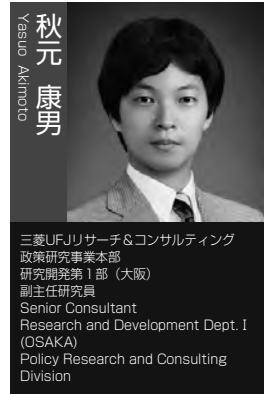 秋元 康男
Yasuo Akimoto
三菱UFJリサーチ＆コンサルティング
政策研究事業本部
研究開発第１部（大阪）
副主任研究員
Senior Consultant
Research and Development Dept. I
(OSAKA)
Policy Research and Consulting
Division